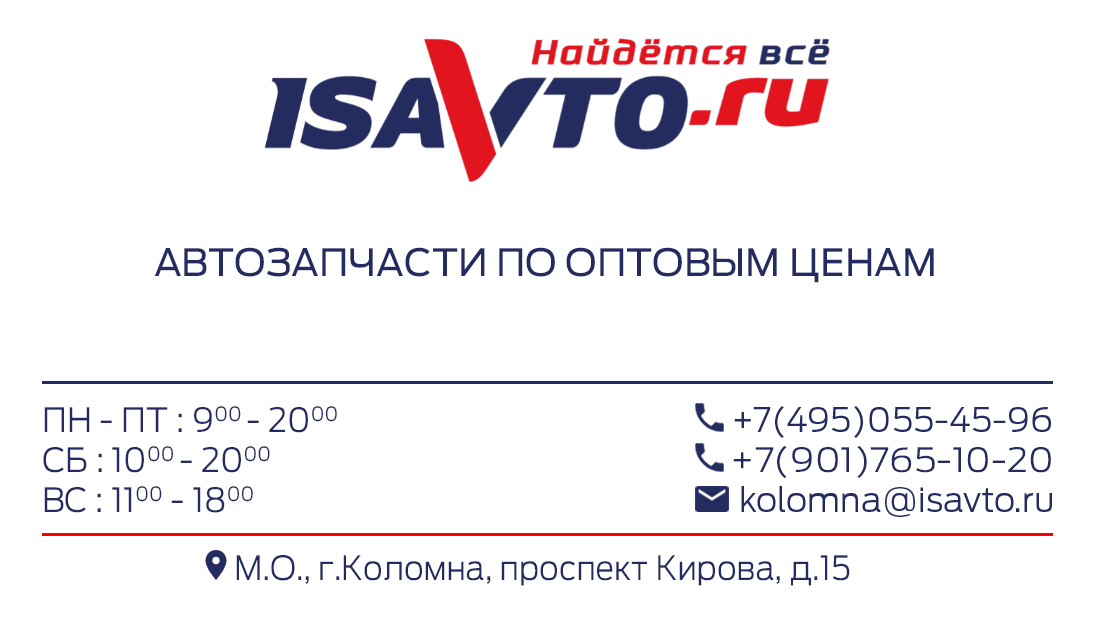 Найдётся всё
ISAVTO.ru
АВТОЗАПЧАСТИ ПО ОПТОВЫМ ЦЕНАМ
ПН - ПТ : 9⁰⁰ - 20⁰⁰
СБ : 10⁰⁰ - 20⁰⁰
ВС : 11⁰⁰ - 18⁰⁰
+7(495)055-45-96
+7(901)765-10-20
kolomna@isavto.ru
М.О., г.Коломна, проспект Кирова, д.15